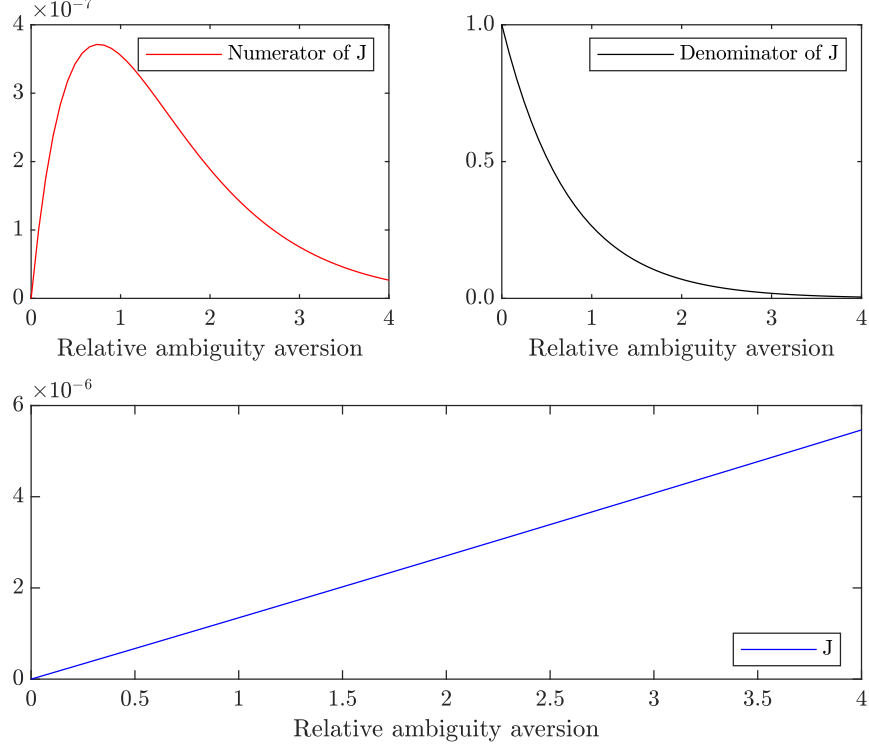 ×10⁻⁷
4
3
2
1
0
Numerator of J
0 1 2 3 4
Relative ambiguity aversion
1.0
0.5
0.0
Denominator of J
0 1 2 3 4
Relative ambiguity aversion
×10⁻⁶
6
4
2
0
J
0 0.5 1 1.5 2 2.5 3 3.5 4
Relative ambiguity aversion